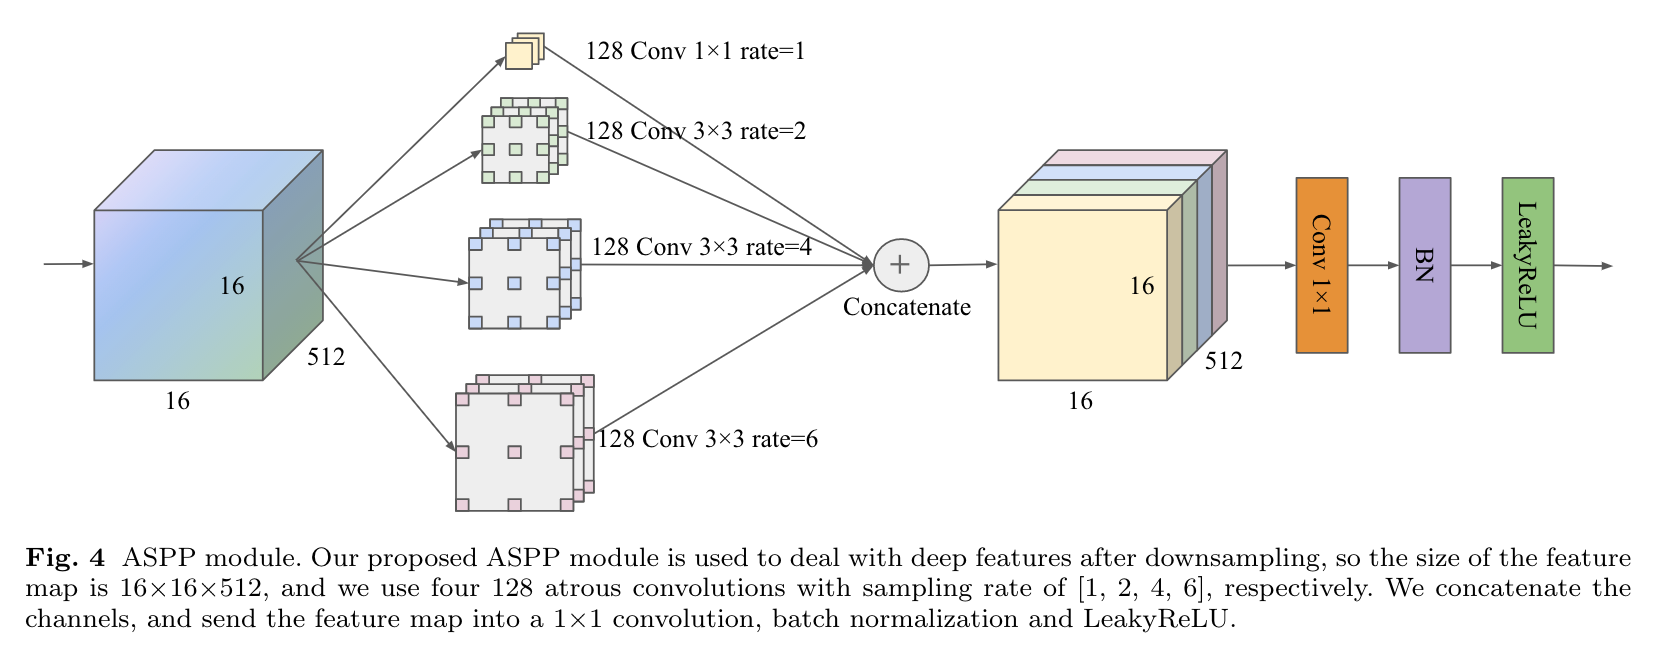 128 Conv 1×1 rate=1
128 Conv 3×3 rate=2
128 Conv 3×3 rate=4
128 Conv 3×3 rate=6
16
512
16
+
Concatenate
16
512
16
Conv 1×1
BN
LeakyReLU
Fig. 4 ASPP module. Our proposed ASPP module is used to deal with deep features after downsampling, so the size of the feature
map is 16×16×512, and we use four 128 atrous convolutions with sampling rate of [1, 2, 4, 6], respectively. We concatenate the
channels, and send the feature map into a 1×1 convolution, batch normalization and LeakyReLU.